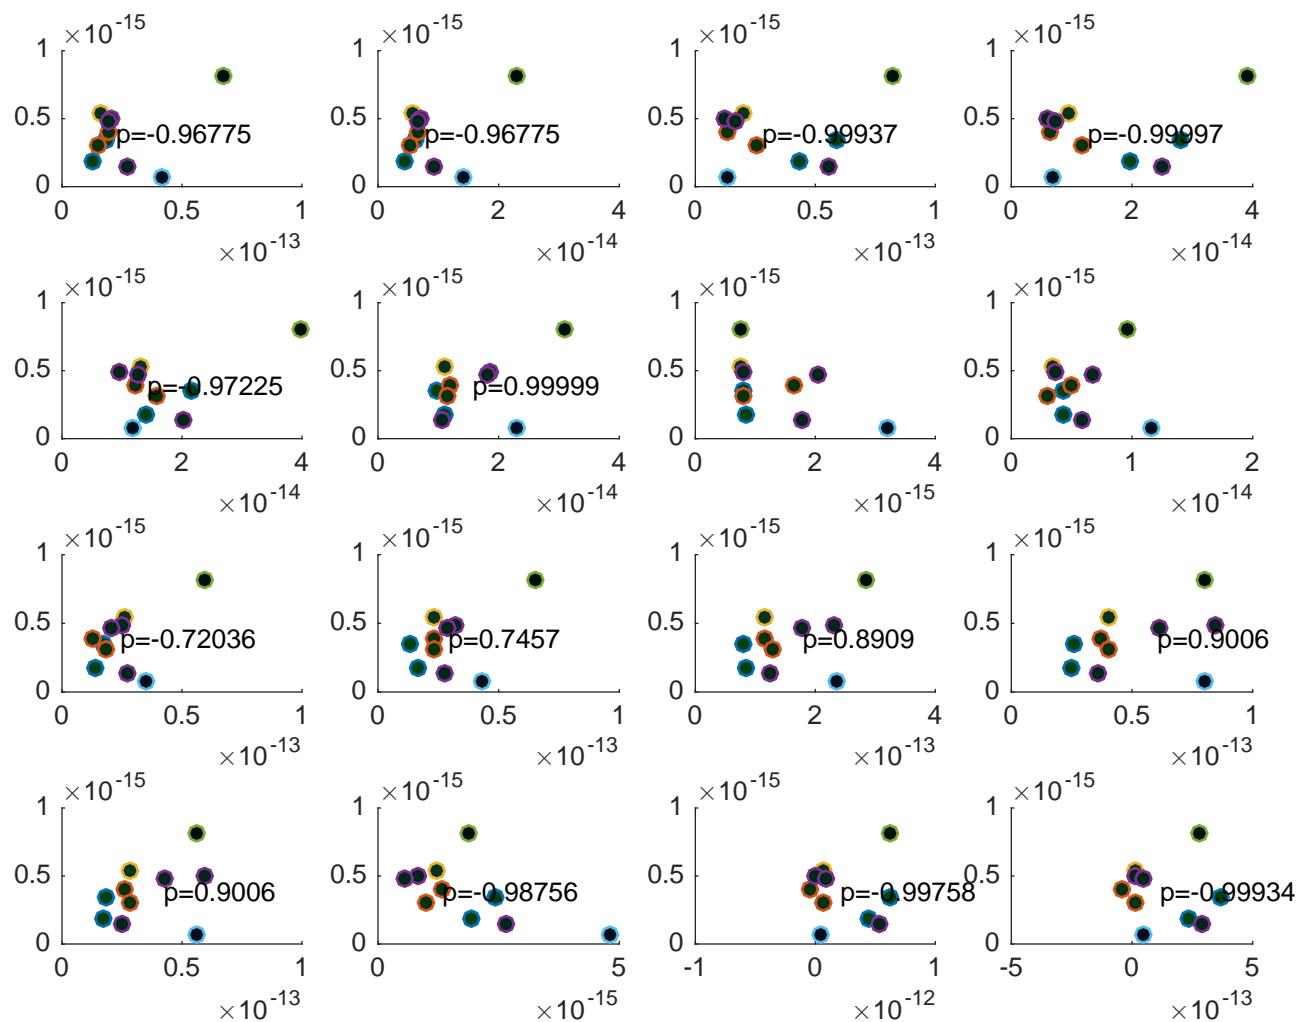 ×10-15 ×10-15 ×10-15 ×10-15
1 1 1 1
0.5 p=-0.96775 0.5 p=-0.96775 0.5 p=-0.99937 0.5 p=-0.99997
0 0 0 0
0 0.5 1 0 2 4 0 0.5 1 0 2 4
×10-13 ×10-14 ×10-13 ×10-14
×10-15 ×10-15 ×10-15 ×10-15
1 1 1 1
0.5 p=-0.97225 0.5 p=0.99999 0.5 0.5
0 0 0 0
0 2 4 0 2 4 0 2 4 0 1 2
×10-14 ×10-14 ×10-15 ×10-14
×10-15 ×10-15 ×10-15 ×10-15
1 1 1 1
0.5 p=-0.72036 0.5 p=0.7457 0.5 p=0.8909 0.5 p=0.9006
0 0 0 0
0 0.5 1 0 0.5 1 0 2 4 0 0.5 1
×10-13 ×10-13 ×10-13 ×10-13
×10-15 ×10-15 ×10-15 ×10-15
1 1 1 1
0.5 p=0.9006 0.5 p=-0.98756 0.5 p=-0.99758 0.5 p=-0.99934
0 0 0 0
0 0.5 1 0 5 -1 0 1 -5 0 5
×10-13 ×10-15 ×10-12 ×10-13